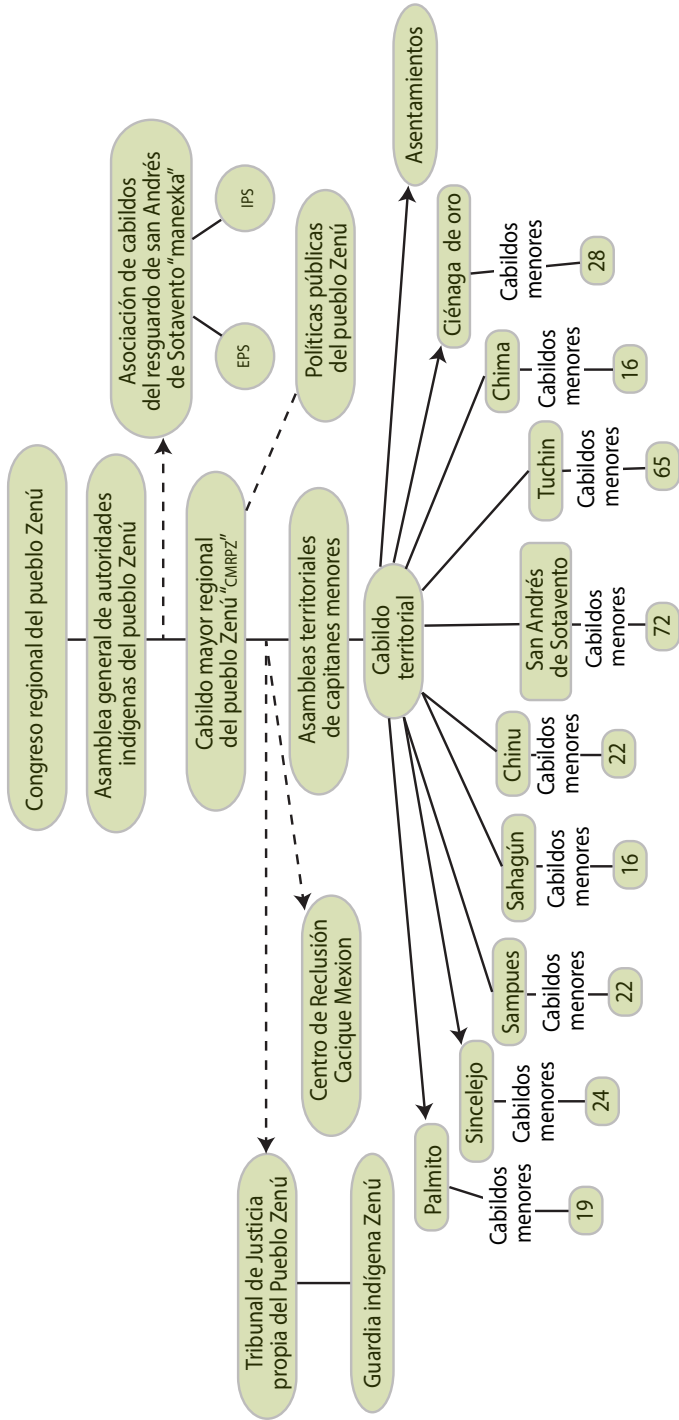 Congreso regional del pueblo Zenú
Asamblea general de autoridades
indígenas del pueblo Zenú
Asociación de cabildos
del resguardo de san Andrés
de Sotavento “manexka”
EPS
IPS
Cabildo mayor regional
del pueblo Zenú “CMRPZ”
Políticas públicas
del pueblo Zenú
Tribunal de Justicia
propia del Pueblo Zenú
Guardia indígena Zenú
Centro de Reclusión
Cacique Mexion
Asambleas territoriales
de capitanes menores
Cabildo
territorial
Palmito
Cabildos
menores
19
Sincelejo
Cabildos
menores
24
Sampues
Cabildos
menores
22
Sahagún
Cabildos
menores
16
Chinu
Cabildos
menores
22
San Andrés
de Sotavento
Cabildos
menores
72
Tuchin
Cabildos
menores
65
Chima
Cabildos
menores
16
Ciénaga de oro
Cabildos
menores
28
Asentamientos